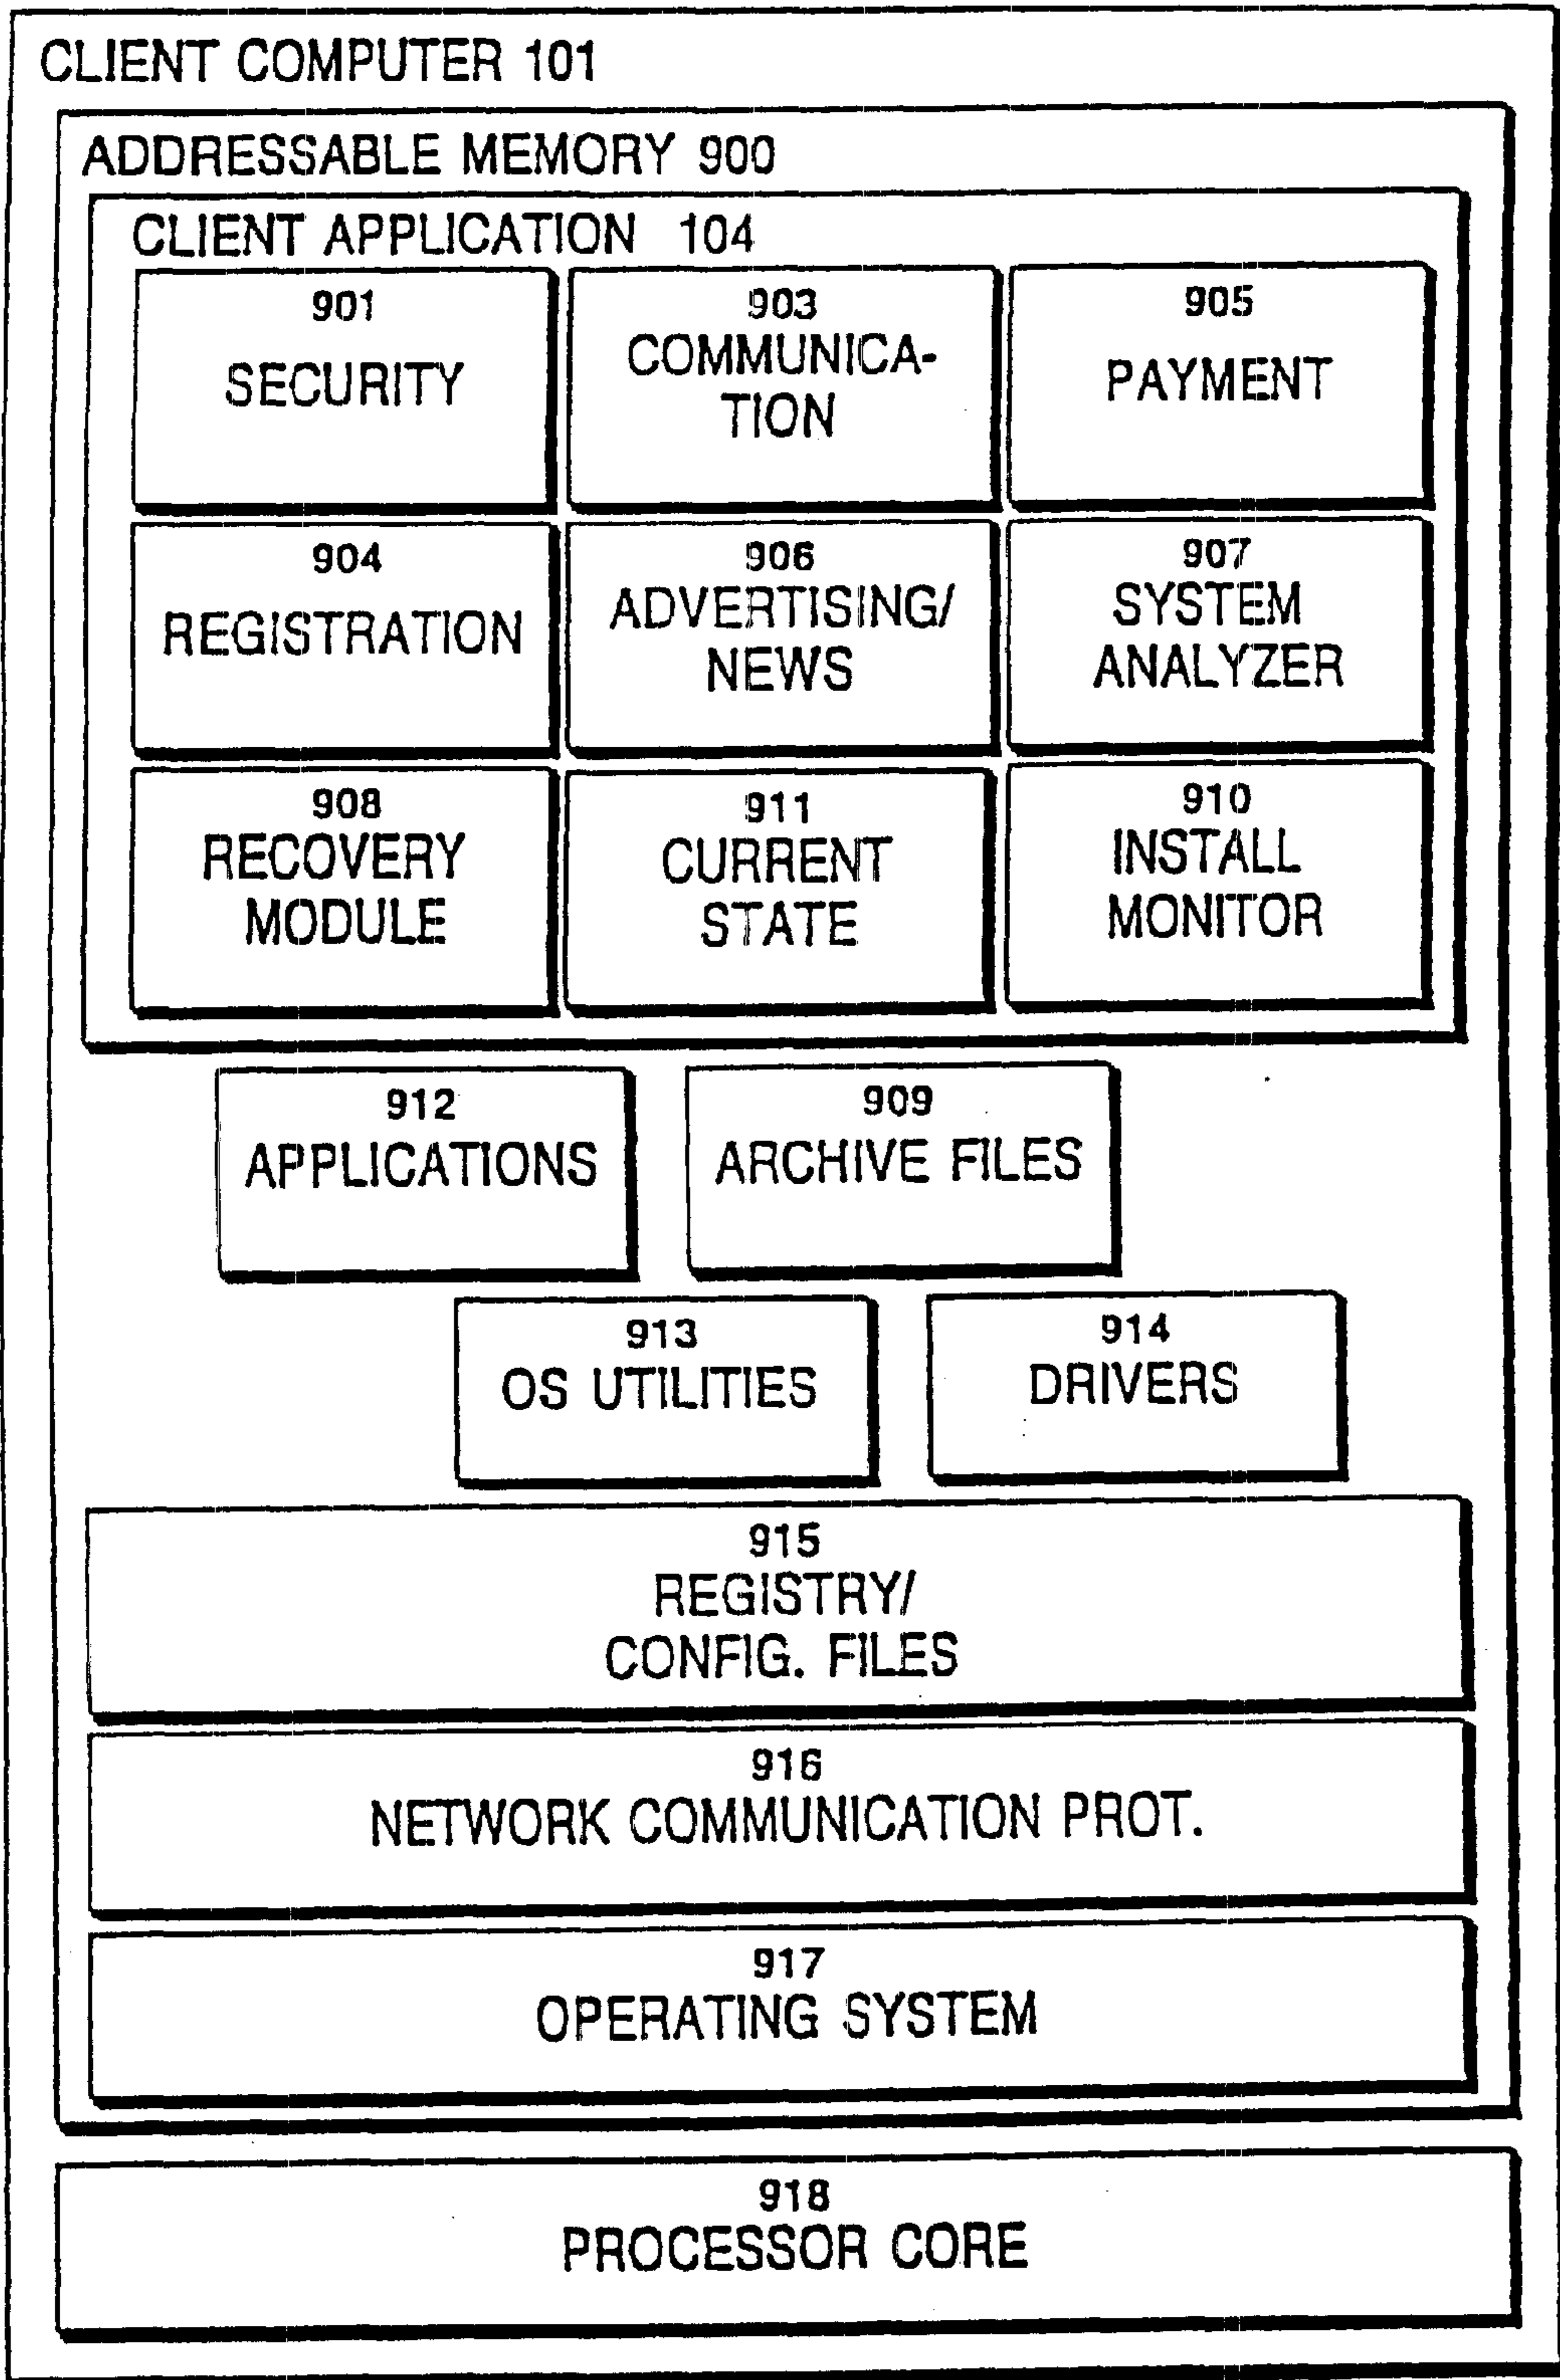 CLIENT COMPUTER 101
ADDRESSABLE MEMORY 900
CLIENT APPLICATION 104
901
SECURITY
903
COMMUNICA-
TION
905
PAYMENT
904
REGISTRATION
906
ADVERTISING/
NEWS
907
SYSTEM
ANALYZER
908
RECOVERY
MODULE
911
CURRENT
STATE
910
INSTALL
MONITOR
912
APPLICATIONS
909
ARCHIVE FILES
913
OS UTILITIES
914
DRIVERS
915
REGISTRY/
CONFIG. FILES
916
NETWORK COMMUNICATION PROT.
917
OPERATING SYSTEM
918
PROCESSOR CORE